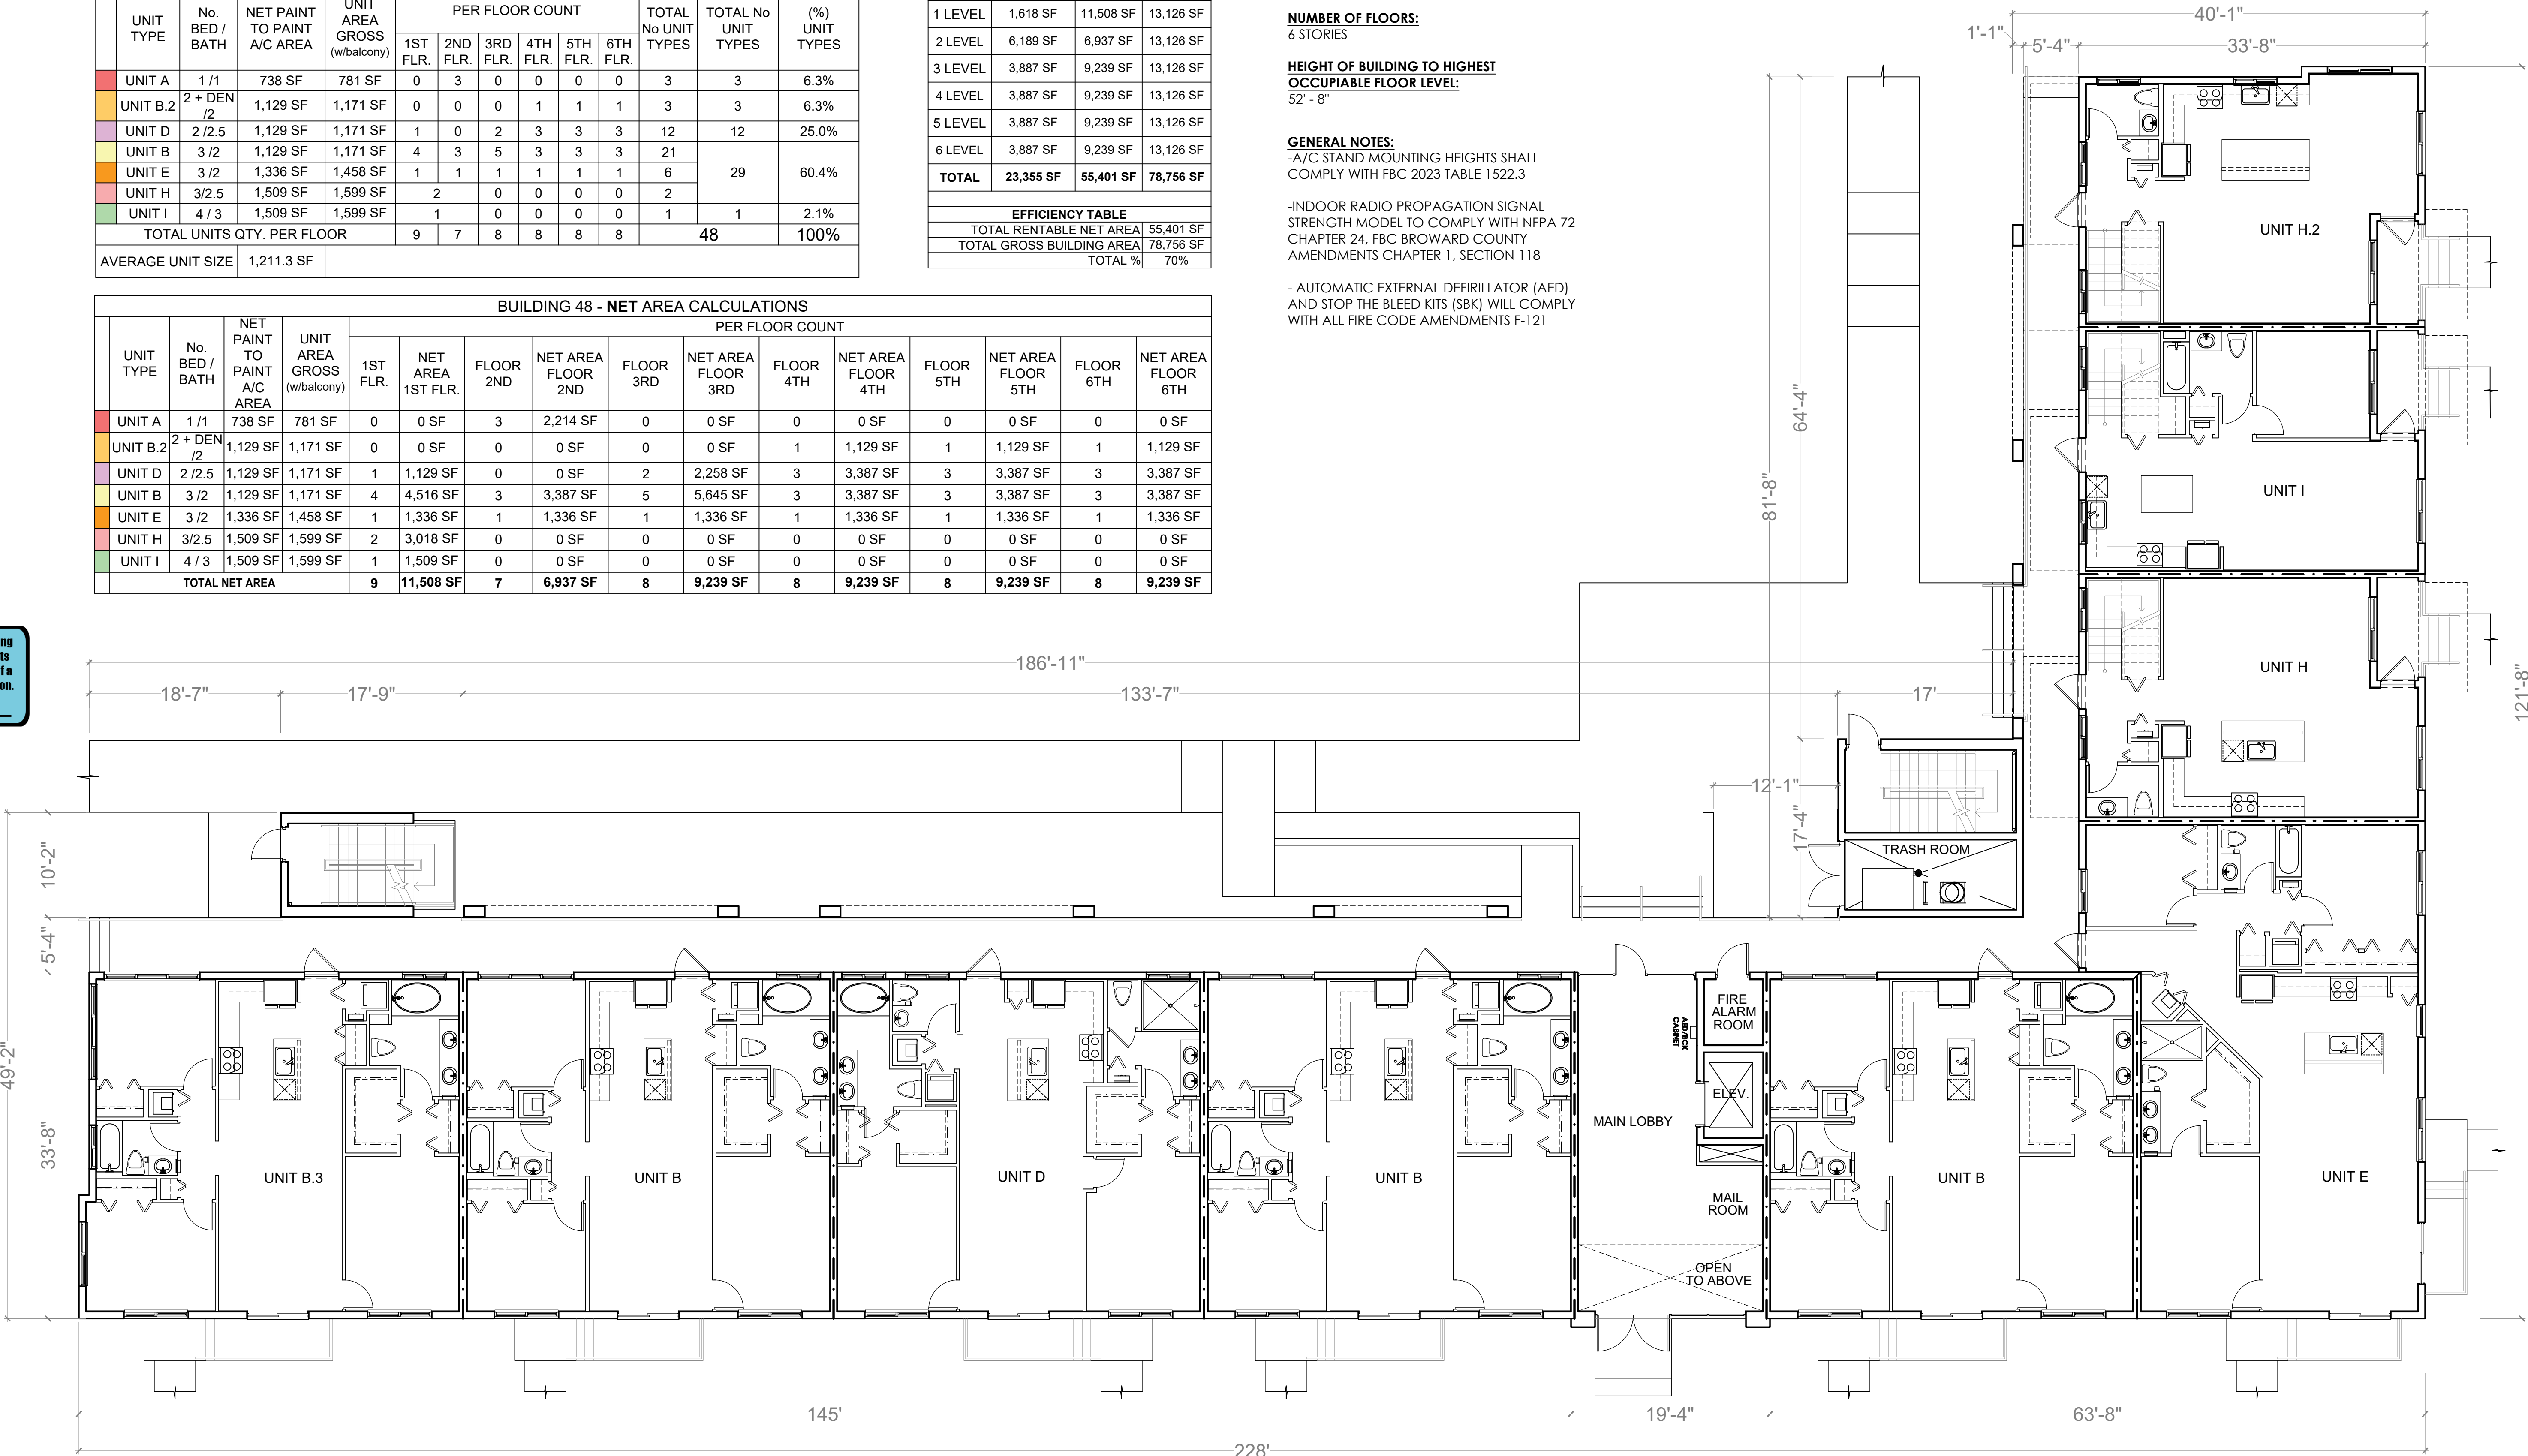 UNIT TYPE | No. BED / BATH | NET PAINT TO PAINT A/C AREA | UNIT AREA GROSS (w/balcony) | PER FLOOR COUNT | TOTAL No UNIT TYPES | TOTAL No UNIT TYPES | (%) UNIT TYPES
1ST FLR. | 2ND FLR. | 3RD FLR. | 4TH FLR. | 5TH FLR. | 6TH FLR.
UNIT A | 1 /1 | 738 SF | 781 SF | 0 | 3 | 0 | 0 | 0 | 0 | 3 | 3 | 6.3%
UNIT B.2 | 2 + DEN /2 | 1,129 SF | 1,171 SF | 0 | 0 | 0 | 1 | 1 | 1 | 3 | 3 | 6.3%
UNIT D | 2 /2.5 | 1,129 SF | 1,171 SF | 1 | 0 | 2 | 3 | 3 | 3 | 12 | 12 | 25.0%
UNIT B | 3 /2 | 1,129 SF | 1,171 SF | 4 | 3 | 5 | 3 | 3 | 3 | 21
UNIT E | 3 /2 | 1,336 SF | 1,458 SF | 1 | 1 | 1 | 1 | 1 | 1 | 6 | 29 | 60.4%
UNIT H | 3/2.5 | 1,509 SF | 1,599 SF | 2 | 0 | 0 | 0 | 0 | 2
UNIT I | 4 / 3 | 1,509 SF | 1,599 SF | 1 | 0 | 0 | 0 | 0 | 1 | 1 | 2.1%
TOTAL UNITS QTY. PER FLOOR | 9 | 7 | 8 | 8 | 8 | 8 | 48 | 100%
AVERAGE UNIT SIZE | 1,211.3 SF
1 LEVEL | 1,618 SF | 11,508 SF | 13,126 SF
2 LEVEL | 6,189 SF | 6,937 SF | 13,126 SF
3 LEVEL | 3,887 SF | 9,239 SF | 13,126 SF
4 LEVEL | 3,887 SF | 9,239 SF | 13,126 SF
5 LEVEL | 3,887 SF | 9,239 SF | 13,126 SF
6 LEVEL | 3,887 SF | 9,239 SF | 13,126 SF
TOTAL | 23,355 SF | 55,401 SF | 78,756 SF
EFFICIENCY TABLE
TOTAL RENTABLE NET AREA | 55,401 SF
TOTAL GROSS BUILDING AREA | 78,756 SF
TOTAL % | 70%
NUMBER OF FLOORS:
6 STORIES
HEIGHT OF BUILDING TO HIGHEST
OCCUPIABLE FLOOR LEVEL:
52' - 8"
GENERAL NOTES:
-A/C STAND MOUNTING HEIGHTS SHALL
COMPLY WITH FBC 2023 TABLE 1522.3
-INDOOR RADIO PROPAGATION SIGNAL
STRENGTH MODEL TO COMPLY WITH NFPA 72
CHAPTER 24, FBC BROWARD COUNTY
AMENDMENTS CHAPTER 1, SECTION 118
- AUTOMATIC EXTERNAL DEFIRILLATOR (AED)
AND STOP THE BLEED KITS (SBK) WILL COMPLY
WITH ALL FIRE CODE AMENDMENTS F-121
BUILDING 48 - NET AREA CALCULATIONS
UNIT TYPE | No. BED / BATH | NET PAINT TO PAINT A/C AREA | UNIT AREA GROSS (w/balcony) | PER FLOOR COUNT
1ST FLR. | NET AREA 1ST FLR. | FLOOR 2ND | NET AREA FLOOR 2ND | FLOOR 3RD | NET AREA FLOOR 3RD | FLOOR 4TH | NET AREA FLOOR 4TH | FLOOR 5TH | NET AREA FLOOR 5TH | FLOOR 6TH | NET AREA FLOOR 6TH
UNIT A | 1 /1 | 738 SF | 781 SF | 0 | 0 SF | 3 | 2,214 SF | 0 | 0 SF | 0 | 0 SF | 0 | 0 SF | 0 | 0 SF
UNIT B.2 | 2 + DEN /2 | 1,129 SF | 1,171 SF | 0 | 0 SF | 0 | 0 SF | 0 | 0 SF | 1 | 1,129 SF | 1 | 1,129 SF | 1 | 1,129 SF
UNIT D | 2 /2.5 | 1,129 SF | 1,171 SF | 1 | 1,129 SF | 0 | 0 SF | 2 | 2,258 SF | 3 | 3,387 SF | 3 | 3,387 SF | 3 | 3,387 SF
UNIT B | 3 /2 | 1,129 SF | 1,171 SF | 4 | 4,516 SF | 3 | 3,387 SF | 5 | 5,645 SF | 3 | 3,387 SF | 3 | 3,387 SF | 3 | 3,387 SF
UNIT E | 3 /2 | 1,336 SF | 1,458 SF | 1 | 1,336 SF | 1 | 1,336 SF | 1 | 1,336 SF | 1 | 1,336 SF | 1 | 1,336 SF | 1 | 1,336 SF
UNIT H | 3/2.5 | 1,509 SF | 1,599 SF | 2 | 3,018 SF | 0 | 0 SF | 0 | 0 SF | 0 | 0 SF | 0 | 0 SF | 0 | 0 SF
UNIT I | 4 / 3 | 1,509 SF | 1,599 SF | 1 | 1,509 SF | 0 | 0 SF | 0 | 0 SF | 0 | 0 SF | 0 | 0 SF | 0 | 0 SF
TOTAL NET AREA | 9 | 11,508 SF | 7 | 6,937 SF | 8 | 9,239 SF | 8 | 9,239 SF | 8 | 9,239 SF | 8 | 9,239 SF
40'-1"
1'-1"
5'-4"
33'-8"
UNIT H.2
64'-4"
81'-8"
UNIT I
UNIT H
121'-8"
186'-11"
18'-7"
17'-9"
133'-7"
17'
12'-1"
17'-4"
TRASH ROOM
10'-2"
5'-4"
49'-2"
33'-8"
FIRE
ALARM
ROOM
AED/BCK
CABINET
ELEV.
MAIN LOBBY
UNIT B.3
UNIT B
UNIT D
UNIT B
MAIL
ROOM
UNIT B
UNIT E
OPEN
TO ABOVE
145'
19'-4"
63'-8"
228'